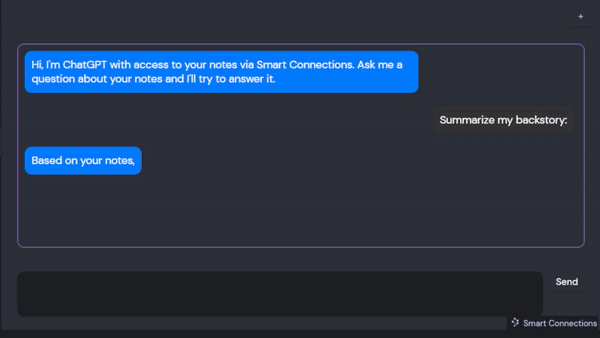 +
Hi, I'm ChatGPT with access to your notes via Smart Connections. Ask me a
question about your notes and I'll try to answer it.
Summarize my backstory:
Based on your notes,
Send
Smart Connections